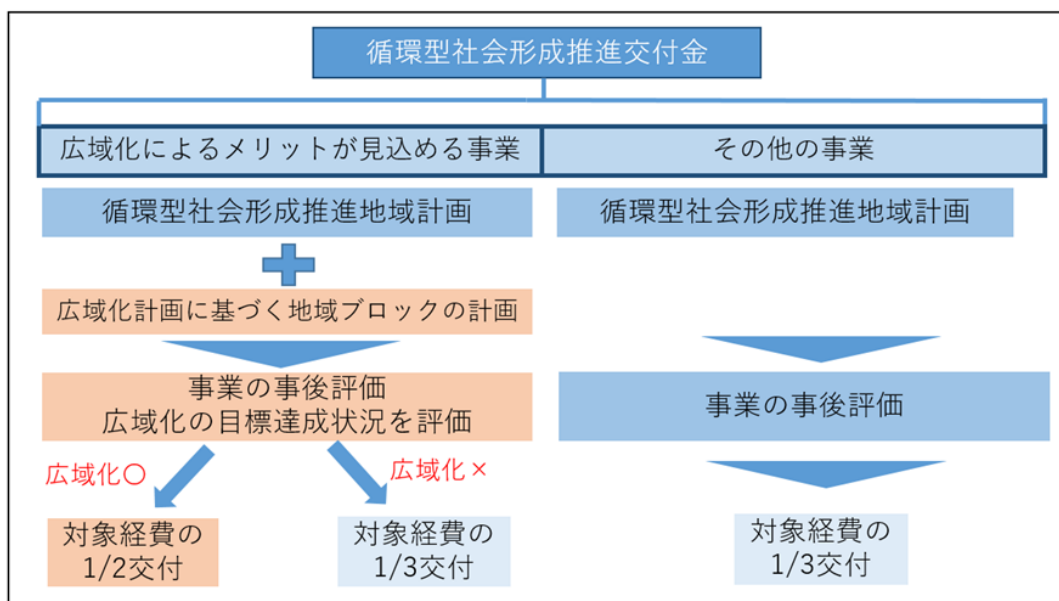 循環型社会形成推進交付金
広域化によるメリットが見込める事業
その他の事業
循環型社会形成推進地域計画
循環型社会形成推進地域計画
広域化計画に基づく地域ブロックの計画
事業の事後評価
広域化の目標達成状況を評価
事業の事後評価
広域化〇
広域化×
対象経費の
1/2交付
対象経費の
1/3交付
対象経費の
1/3交付